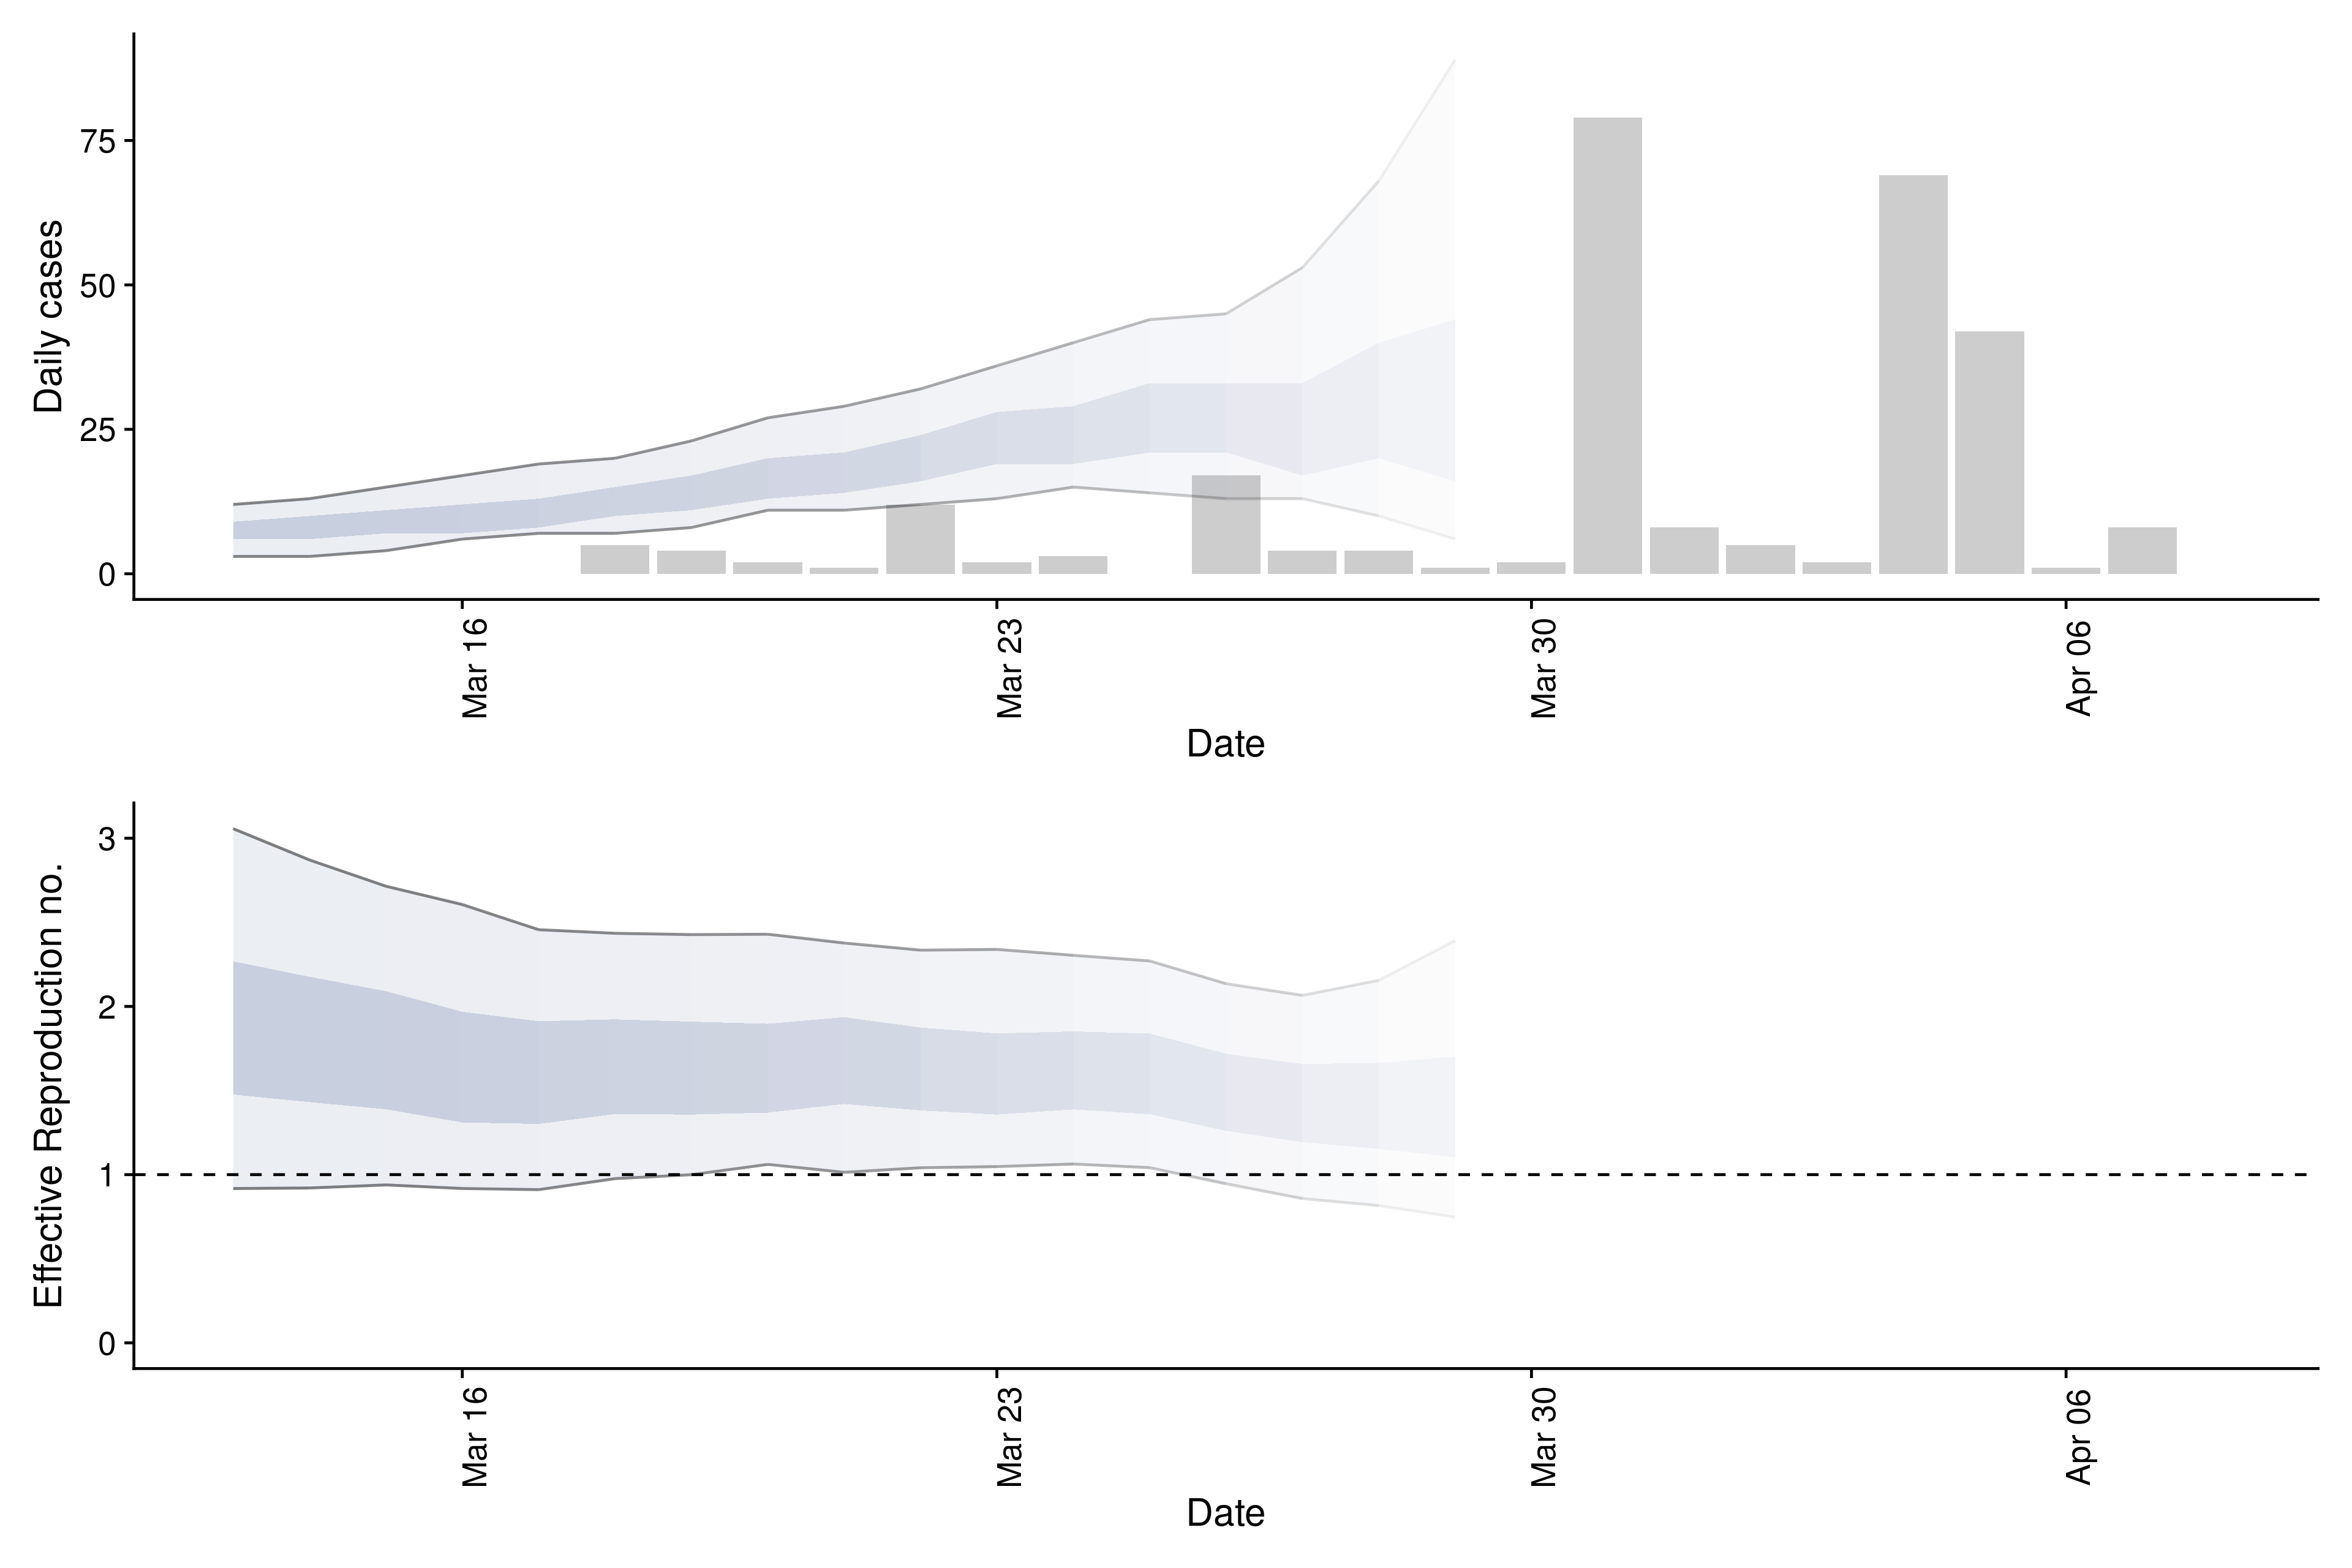 Daily cases
75
50
25
0
Mar 16
Mar 23
Mar 30
Apr 06
Date
Effective Reproduction no.
3
2
1
0
Mar 16
Mar 23
Mar 30
Apr 06
Date